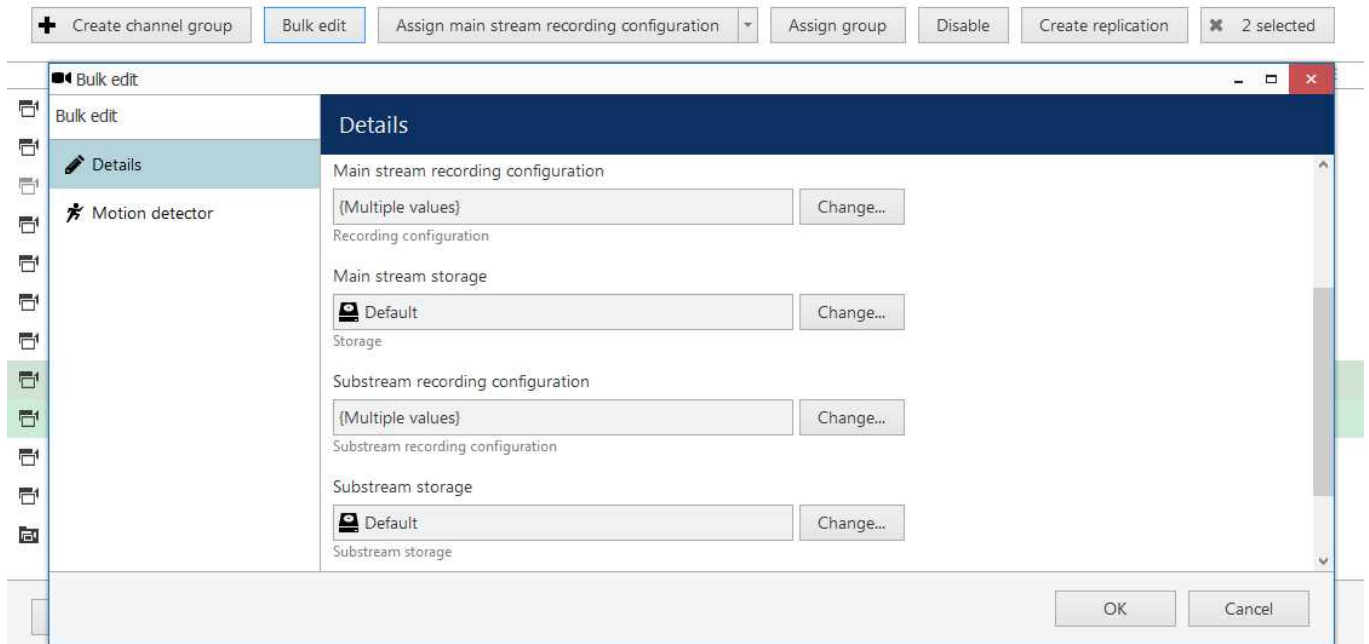 Create channel group Bulk edit Assign main stream recording configuration Assign group Disable Create replication 2 selected
Bulk edit
Bulk edit
Details
Details
Motion detector
Main stream recording configuration
{Multiple values} Change...
Recording configuration
Main stream storage
Default Change...
Storage
Substream recording configuration
{Multiple values} Change...
Substream recording configuration
Substream storage
Default Change...
Substream storage
OK Cancel